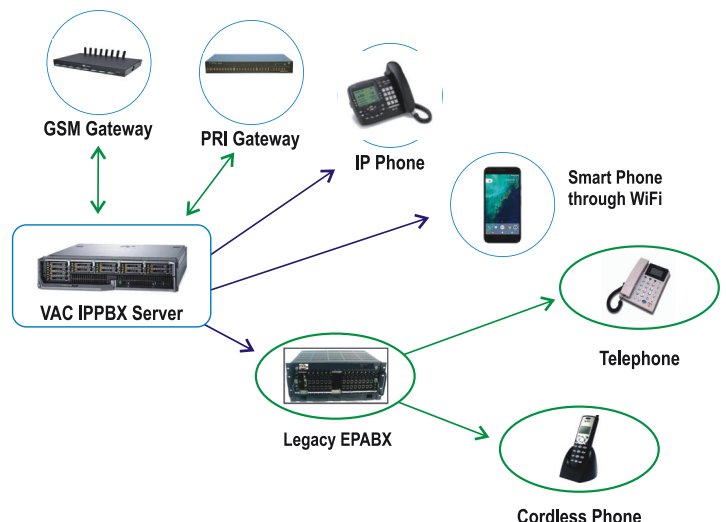 GSM Gateway
PRI Gateway
IP Phone
Smart Phone
through WiFi
VAC IPPBX Server
Telephone
Legacy EPABX
Cordless Phone